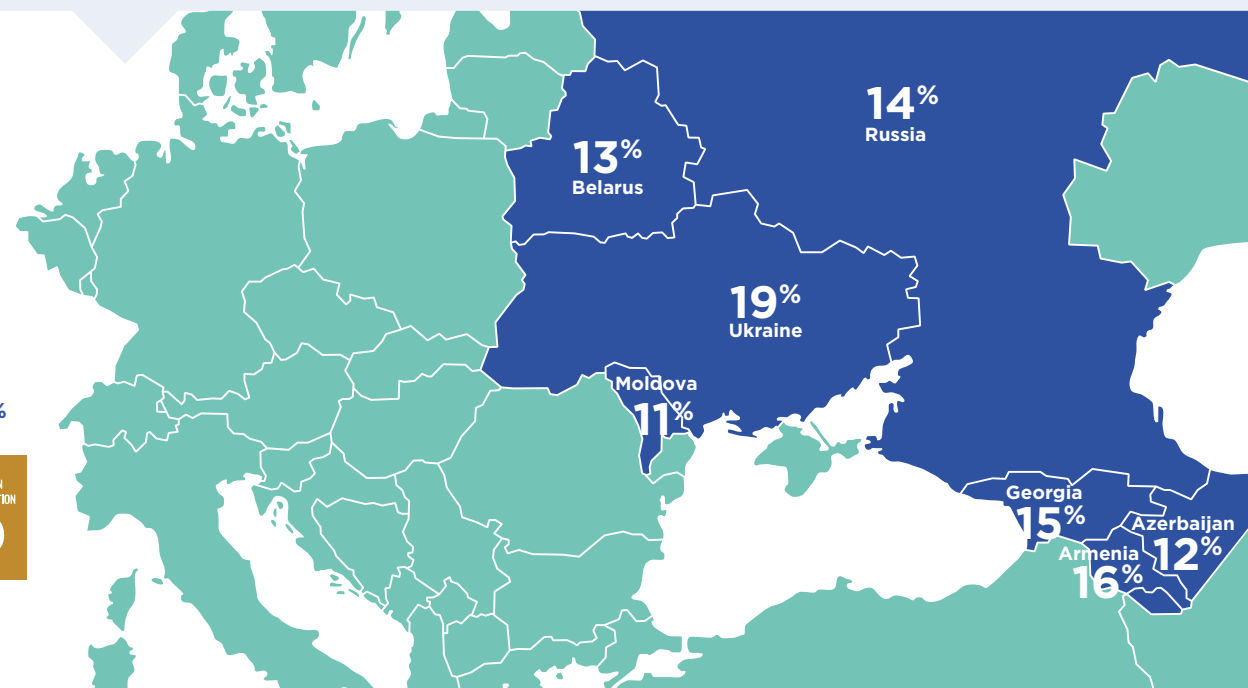 14%
Russia
13%
Belarus
19%
Ukraine
Moldova
11%
%
Georgia
15%
Azerbaijan
12%
Armenia
16%